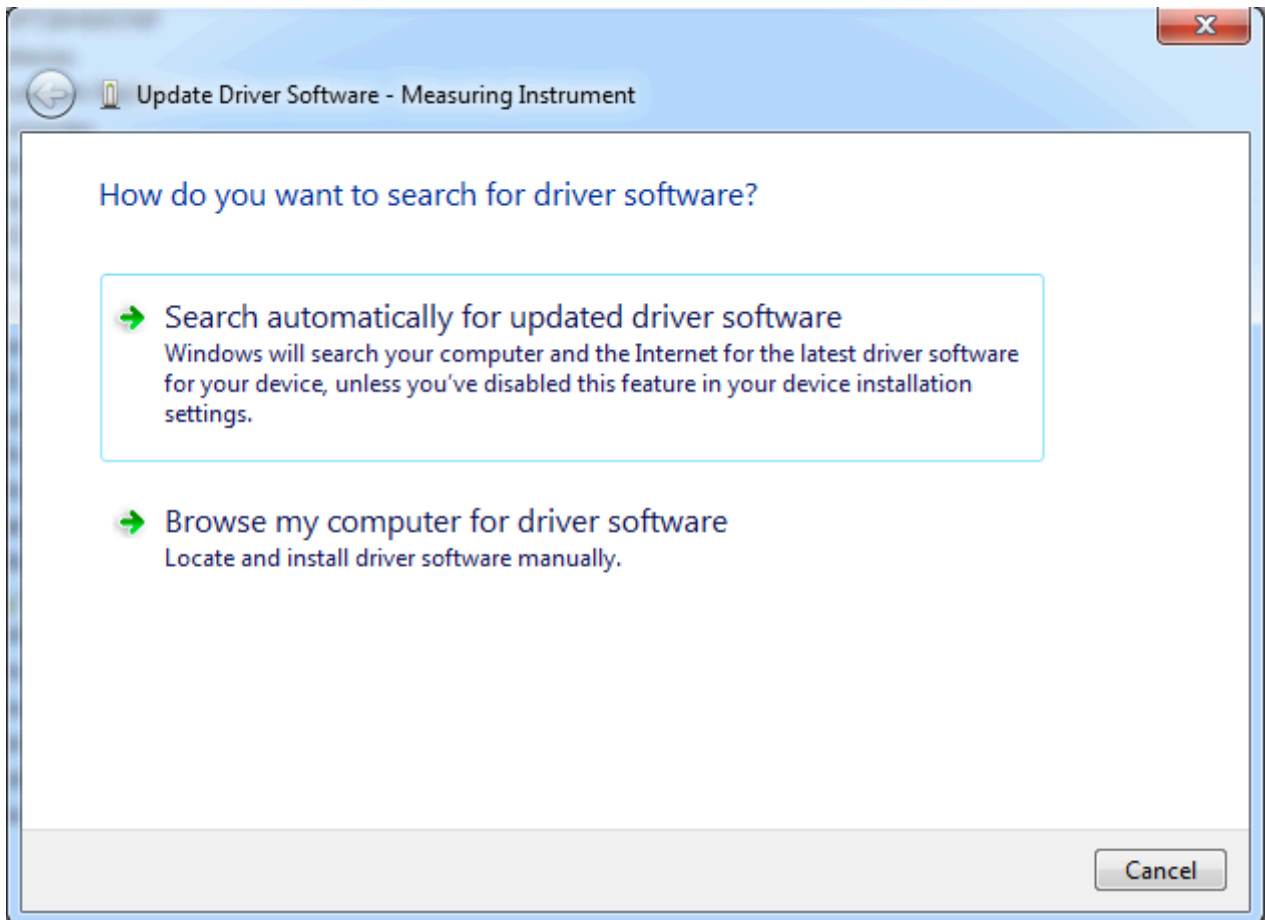 Update Driver Software - Measuring Instrument
How do you want to search for driver software?
Search automatically for updated driver software
Windows will search your computer and the Internet for the latest driver software
for your device, unless you've disabled this feature in your device installation
settings.
Browse my computer for driver software
Locate and install driver software manually.
Cancel